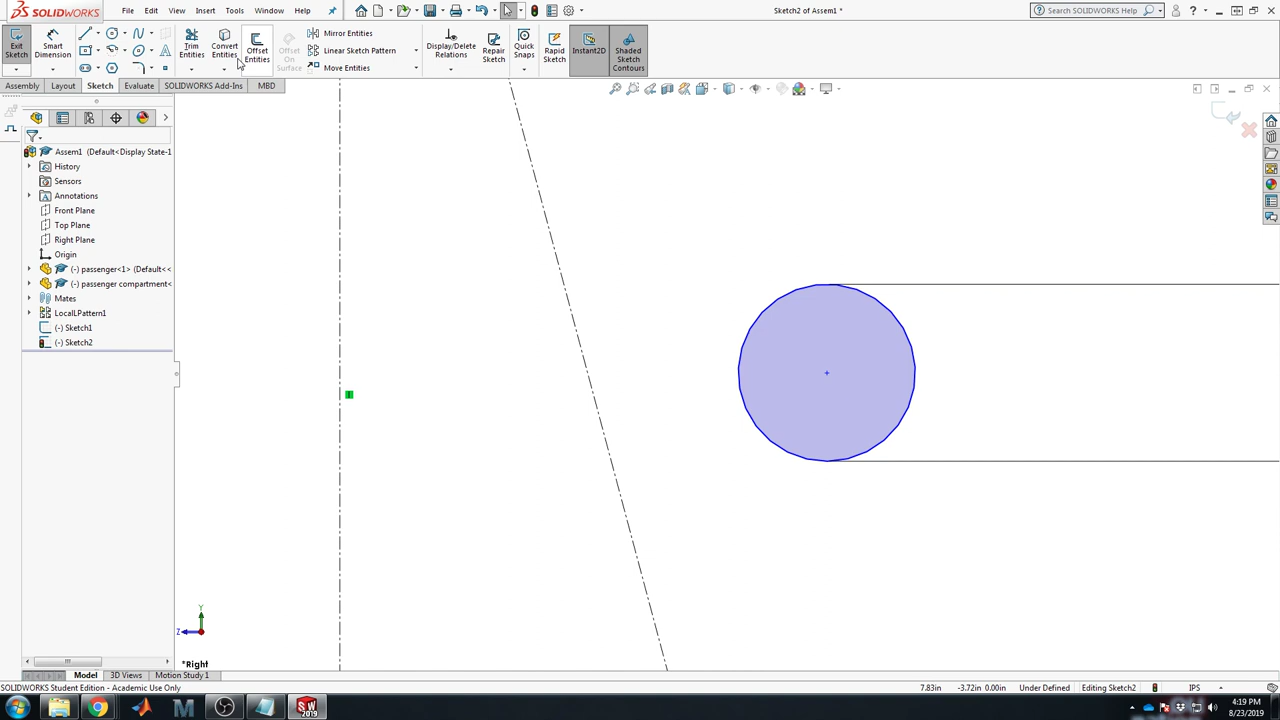 SOLIDWORKS File Edit View Insert Tools Window Help Sketch2 of Assem1 * Search SOLIDWORKS Help ?
Exit Sketch Smart Dimension Trim Entities Convert Entities Offset Entities Offset On Surface Mirror Entities Linear Sketch Pattern Move Entities Display/Delete Relations Repair Sketch Quick Snaps Rapid Sketch Instant2D Shaded Sketch Contours
Assembly Layout Sketch Evaluate SOLIDWORKS Add-Ins MBD
Assem1 (Default<Display State-1
History
Sensors
Annotations
Front Plane
Top Plane
Right Plane
Origin
(-) passenger<1> (Default<<
(-) passenger compartment<
Mates
LocalLPattern1
(-) Sketch1
(-) Sketch2
Y
Z
*Right
Model 3D Views Motion Study 1
SOLIDWORKS Student Edition - Academic Use Only 7.83in -3.72in 0.00in Under Defined Editing Sketch2 IPS
SW
2019
4:19 PM
8/23/2019